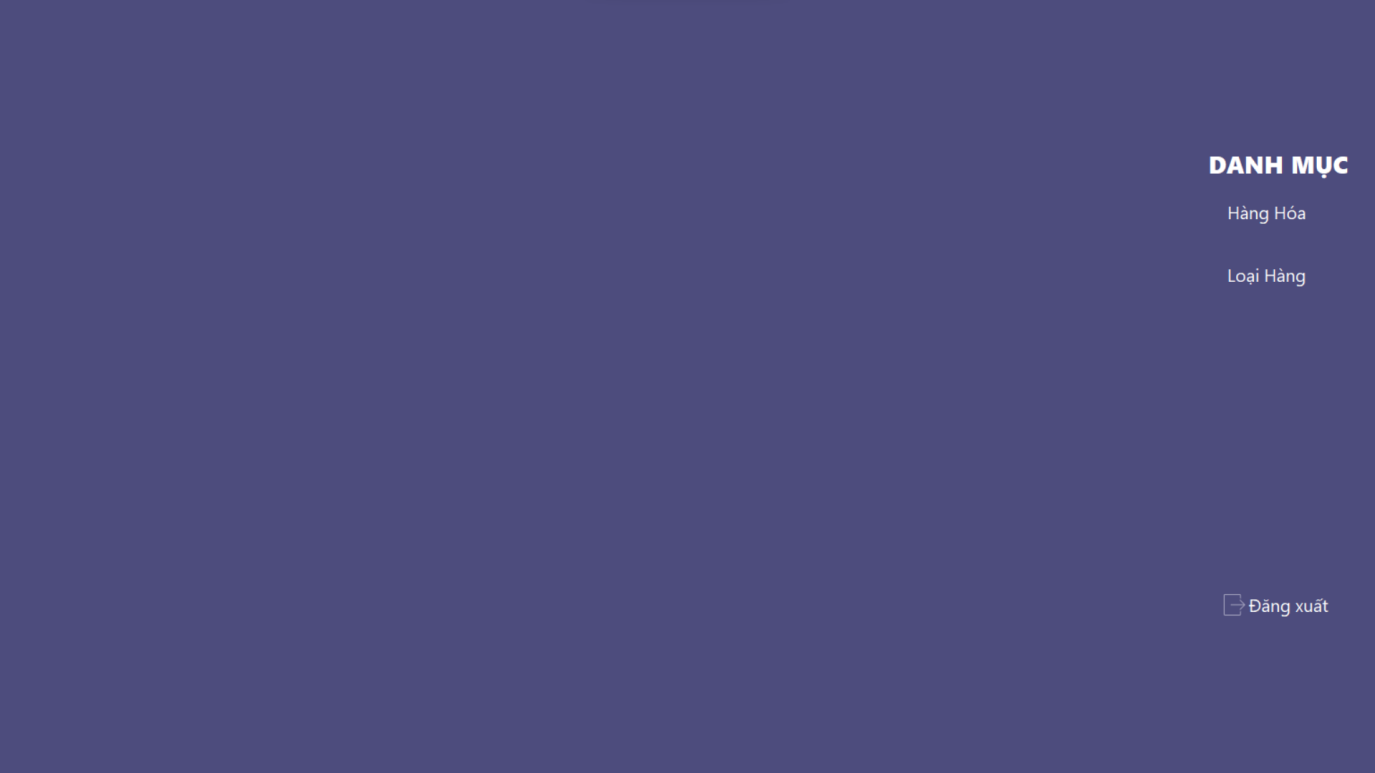 DANH MỤC
Hàng Hóa
Loại Hàng
Đăng xuất